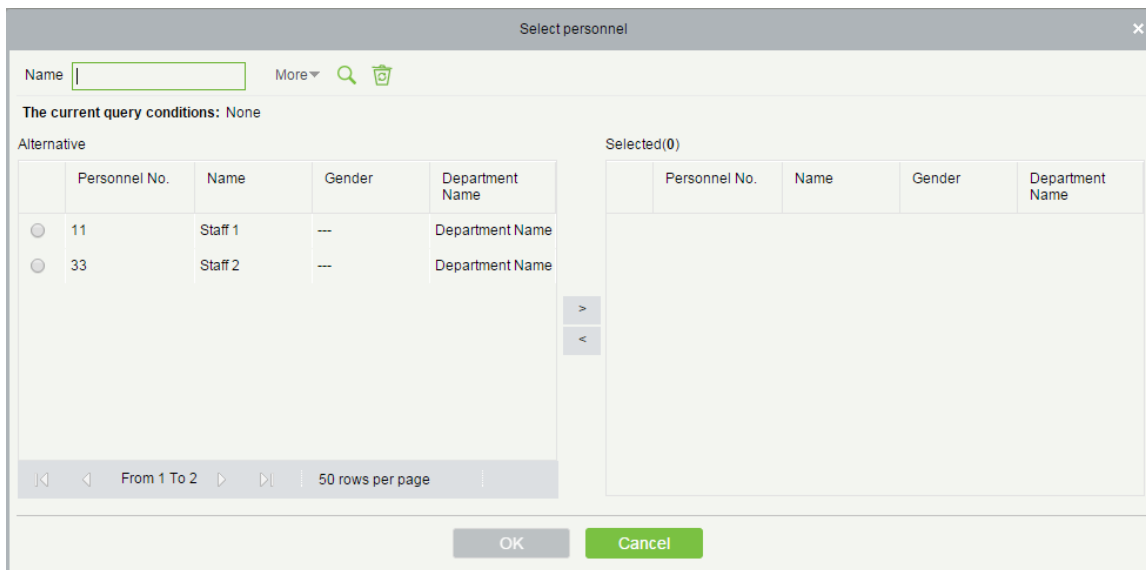 Select personnel ×
Name More
The current query conditions: None
Alternative
Personnel No. Name Gender Department
Name
11 Staff 1 --- Department Name
33 Staff 2 --- Department Name
From 1 To 2 50 rows per page
>
<
Selected(0)
Personnel No. Name Gender Department
Name
OK Cancel